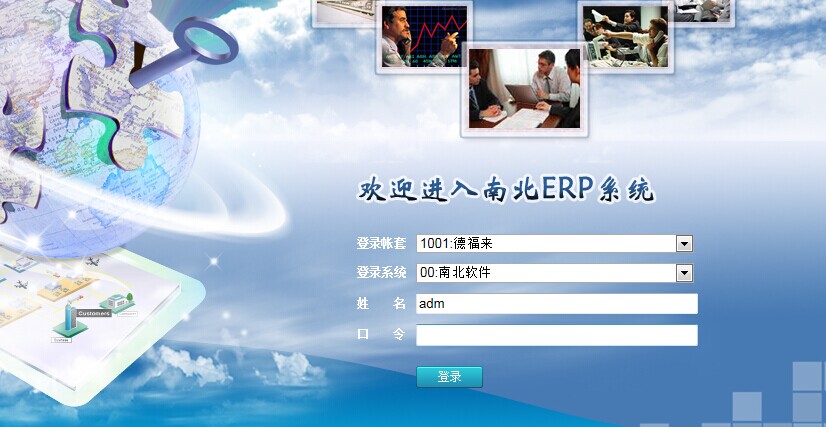 欢迎进入南北ERP系统
登录帐套 1001:德福来
登录系统 00:南北软件
姓 名 adm
口 令
登录
Customers